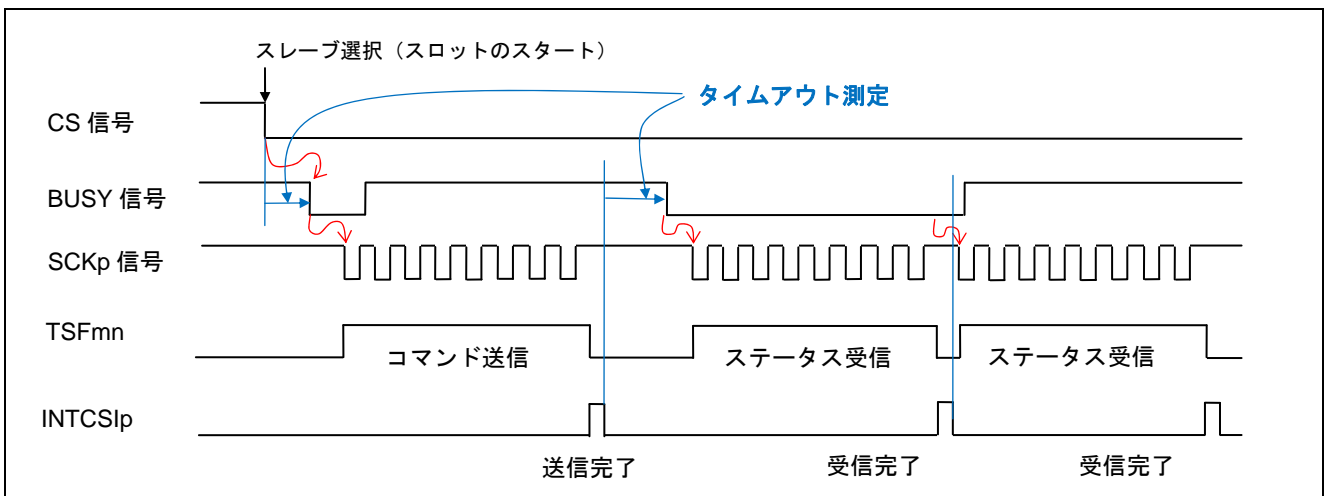 スレーブ選択（スロットのスタート）
タイムアウト測定
CS 信号
BUSY 信号
SCKp 信号
TSFmn
コマンド送信
ステータス受信
ステータス受信
INTCSIp
送信完了
受信完了
受信完了